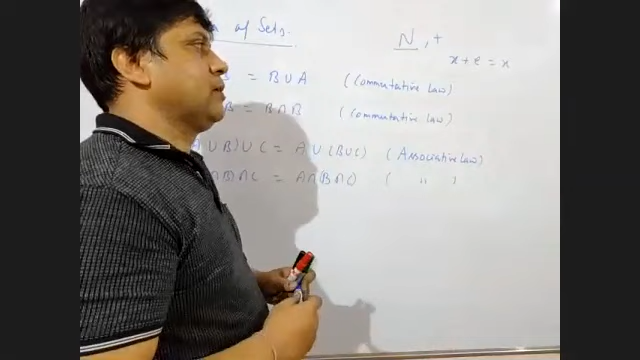 of Sets.
N, +
x + e = x
B = B ∪ A (Commutative Law)
B = B ∩ B (Commutative Law)
A ∪ B) ∪ C = A ∪ (B ∪ C) (Associative Law)
∩ B) ∩ C = A ∩ (B ∩ C) ( " )